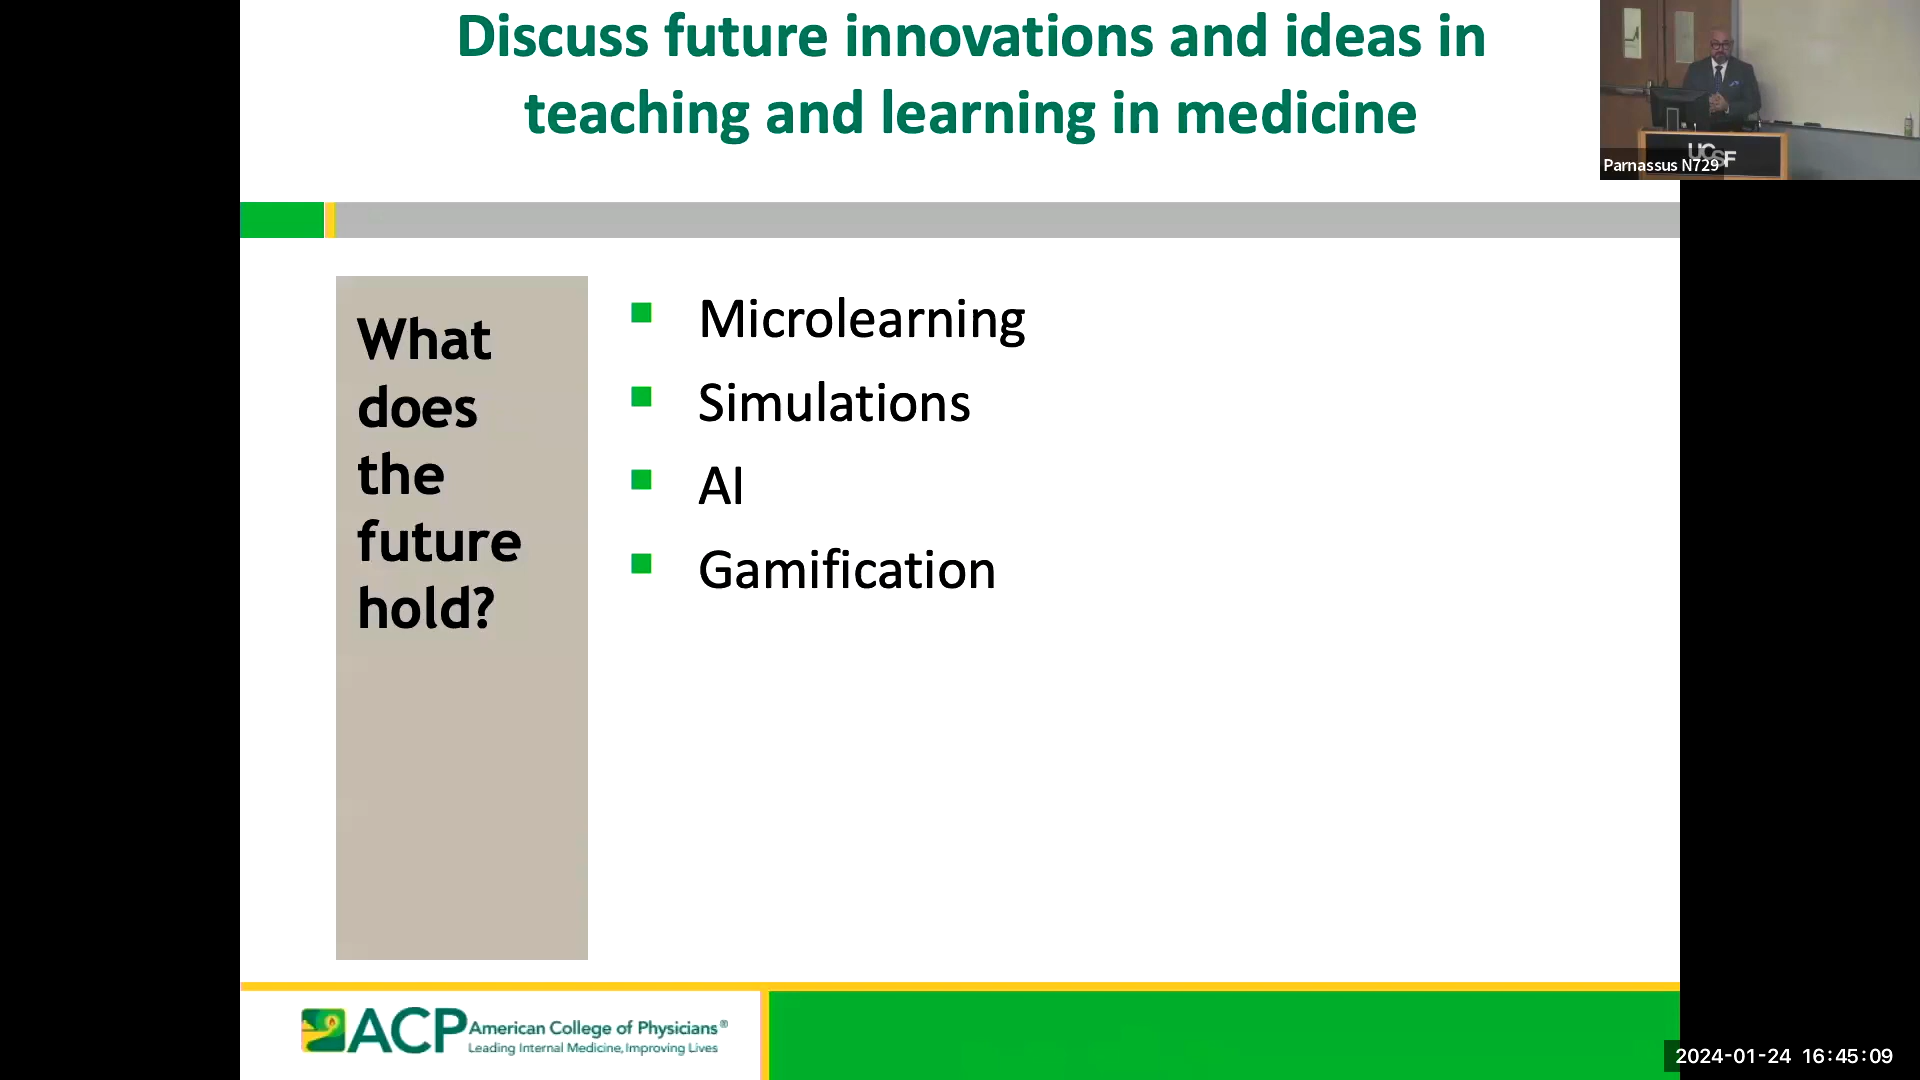 Discuss future innovations and ideas in
teaching and learning in medicine
UCSF
Parnassus N729
What
does
the
future
hold?
Microlearning
Simulations
AI
Gamification
ACP American College of Physicians®
Leading Internal Medicine, Improving Lives
2024-01-24 16:45:09